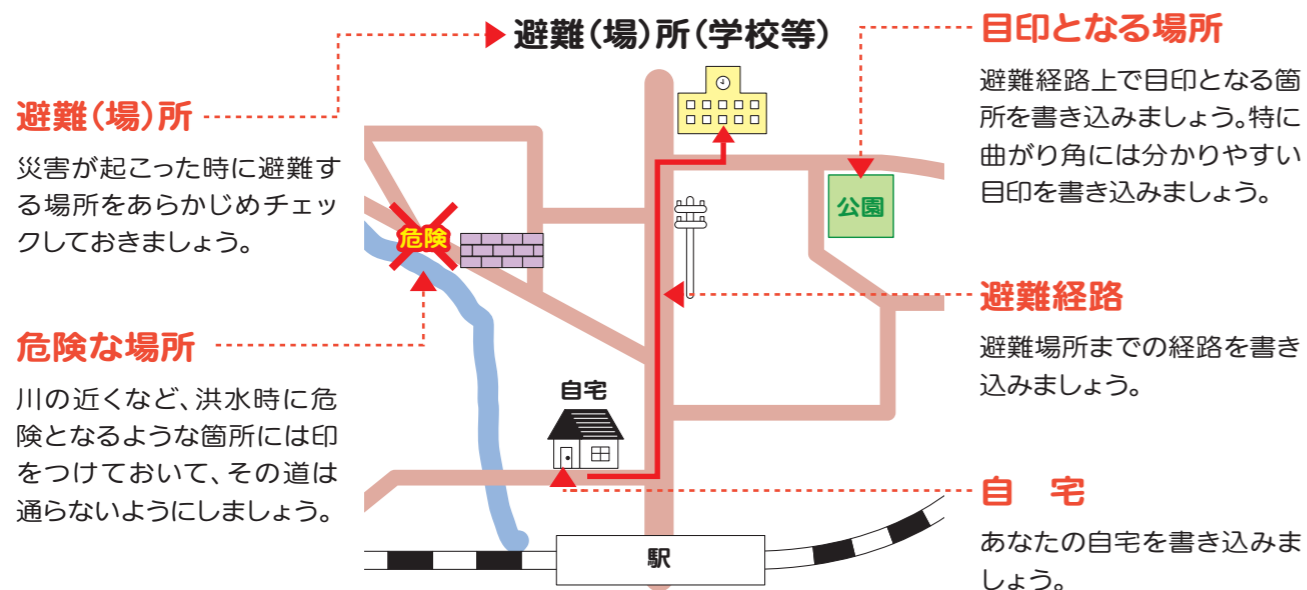 避難(場)所(学校等)
避難(場)所
災害が起こった時に避難す
る場所をあらかじめチェッ
クしておきましょう。
危険な場所
川の近くなど、洪水時に危
険となるような箇所には印
をつけておいて、その道は
通らないようにしましょう。
危険
公園
自宅
駅
目印となる場所
避難経路上で目印となる箇
所を書き込みましょう。特に
曲がり角には分かりやすい
目印を書き込みましょう。
避難経路
避難場所までの経路を書き
込みましょう。
自　宅
あなたの自宅を書き込みま
しょう。